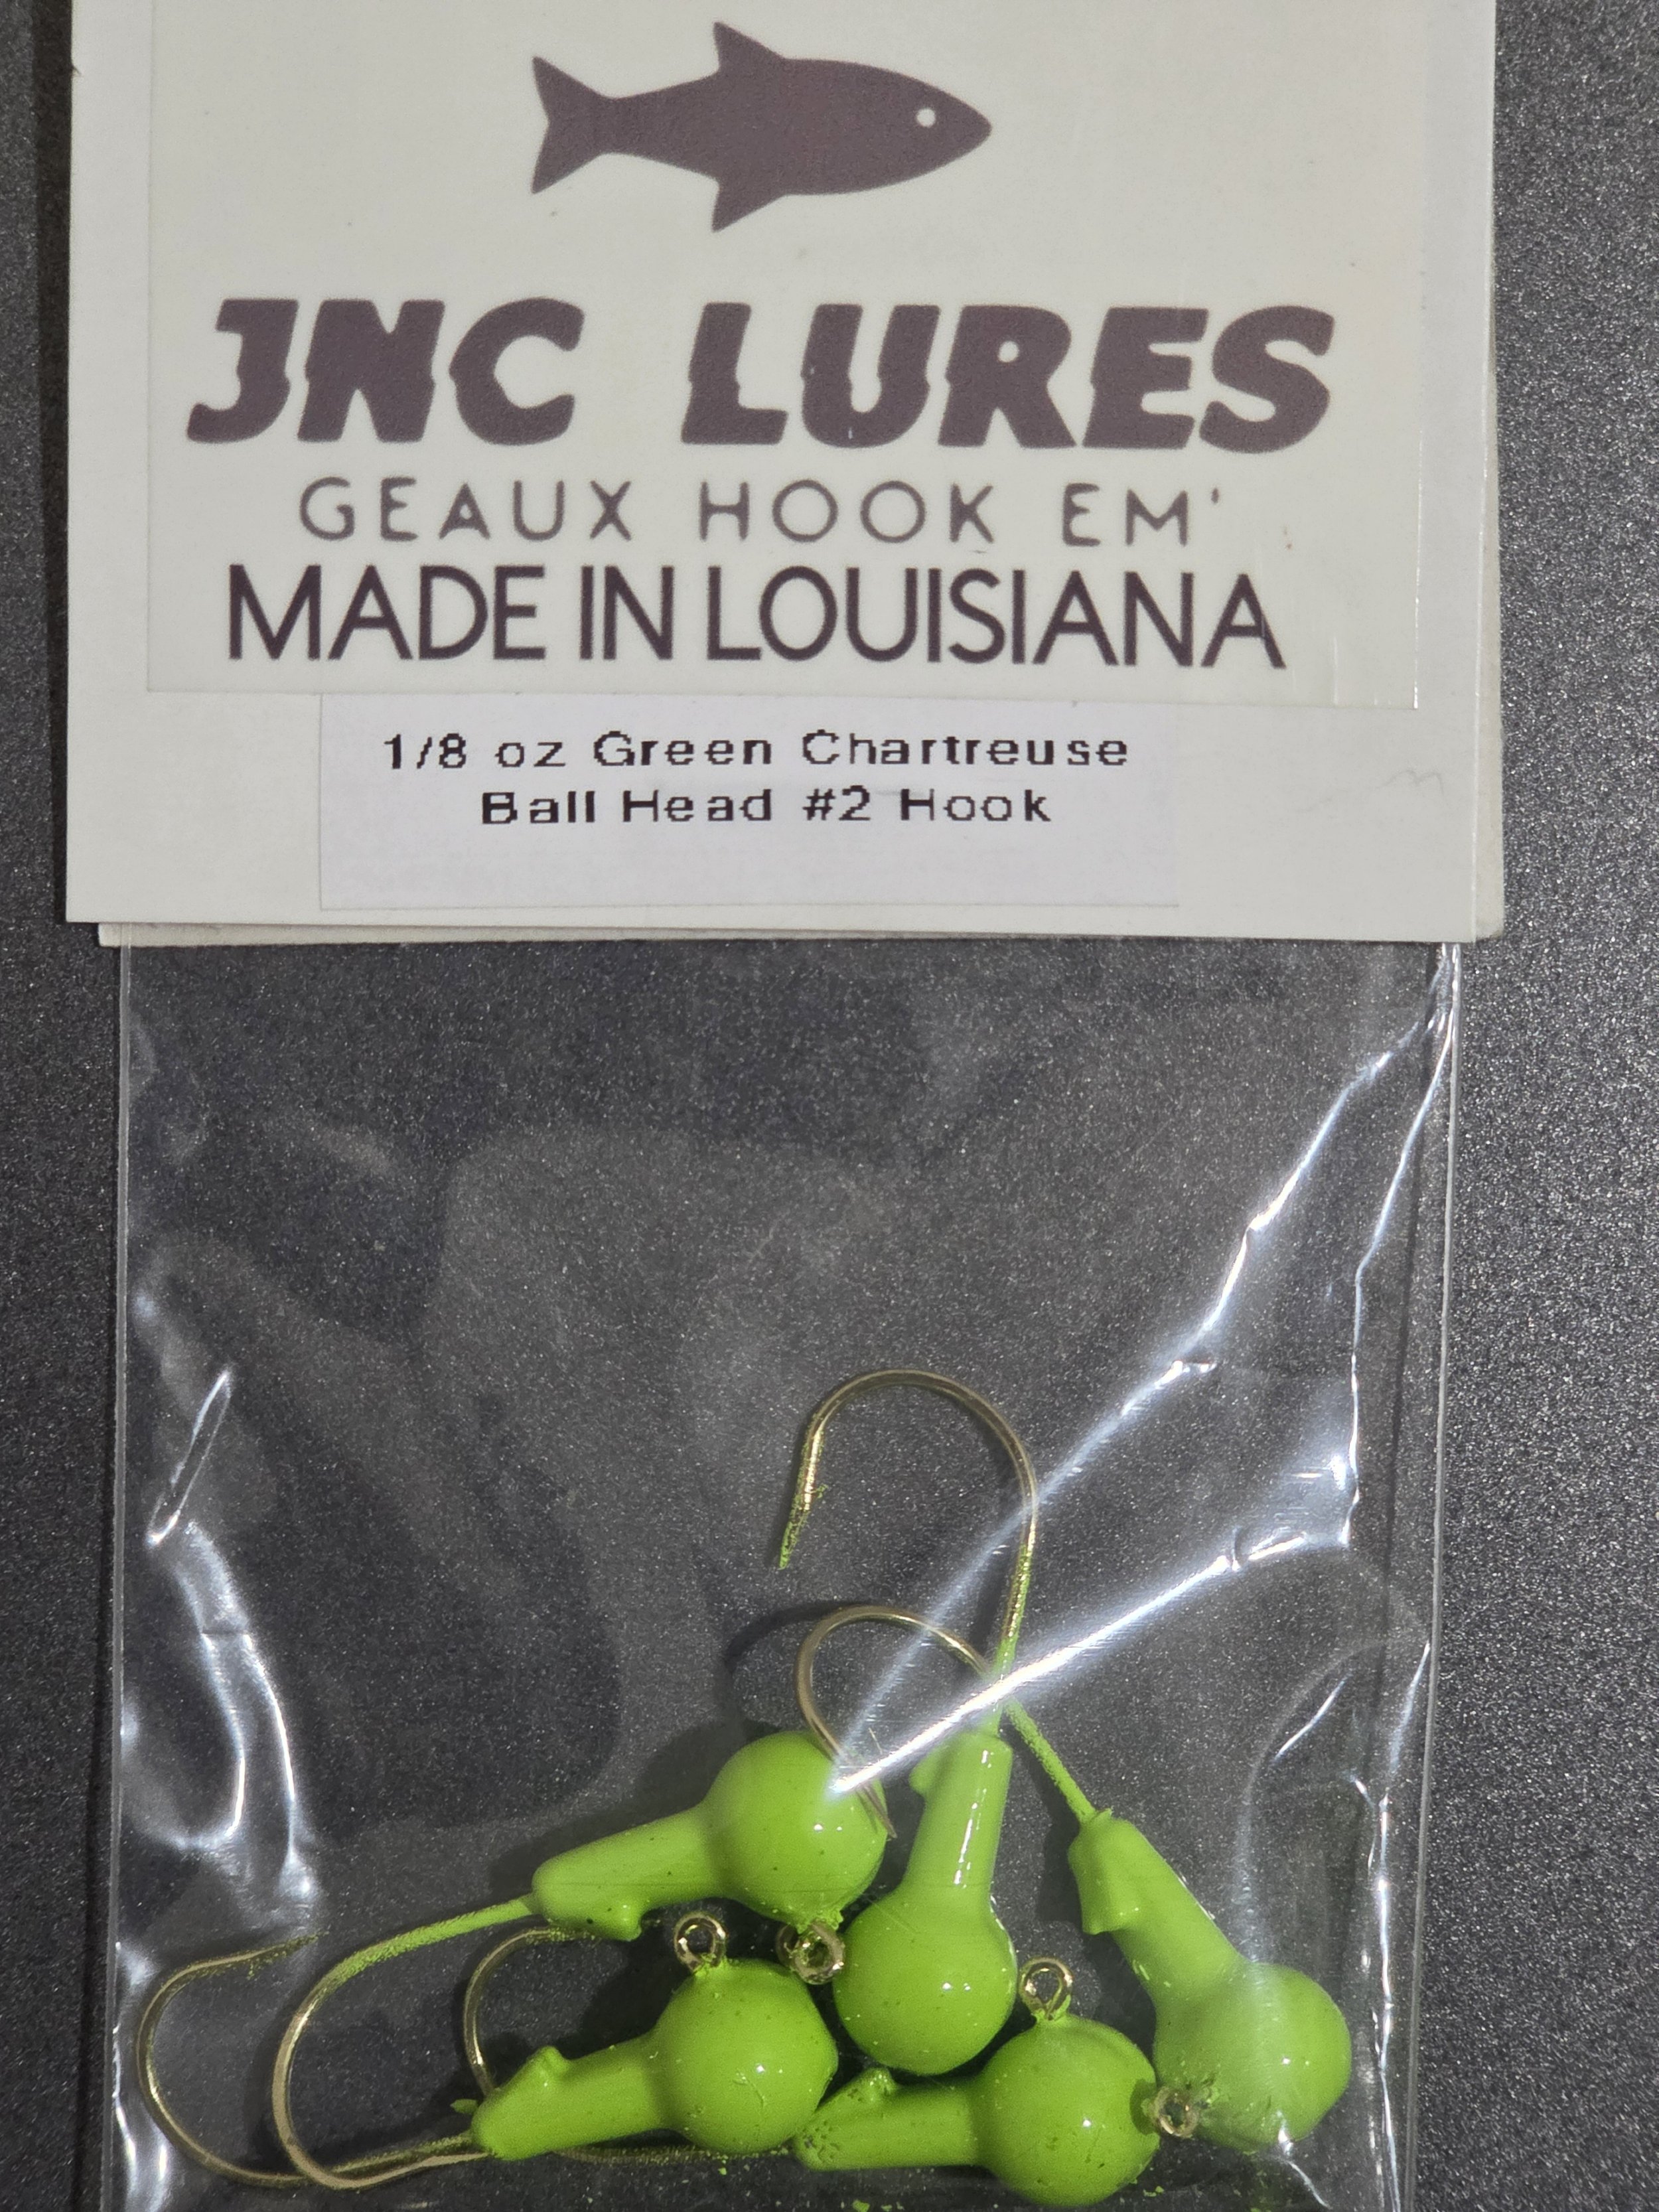 JNC LURES
GEAUX HOOK EM'
MADE IN LOUISIANA
1/8 oz Green Chartreuse
Ball Head #2 Hook